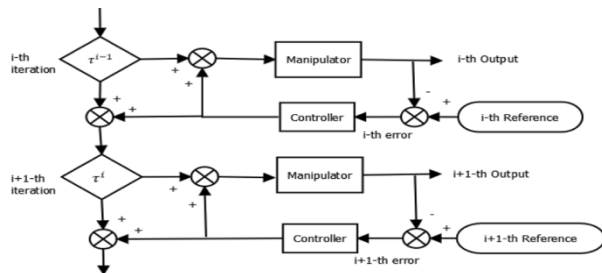 i-th
iteration
τ^{i-1}
+
+
Manipulator
i-th Output
-
+
+
+
Controller
i-th error
i-th Reference
i+1-th
iteration
τ^i
+
+
Manipulator
i+1-th Output
-
+
+
+
Controller
i+1-th error
i+1-th Reference